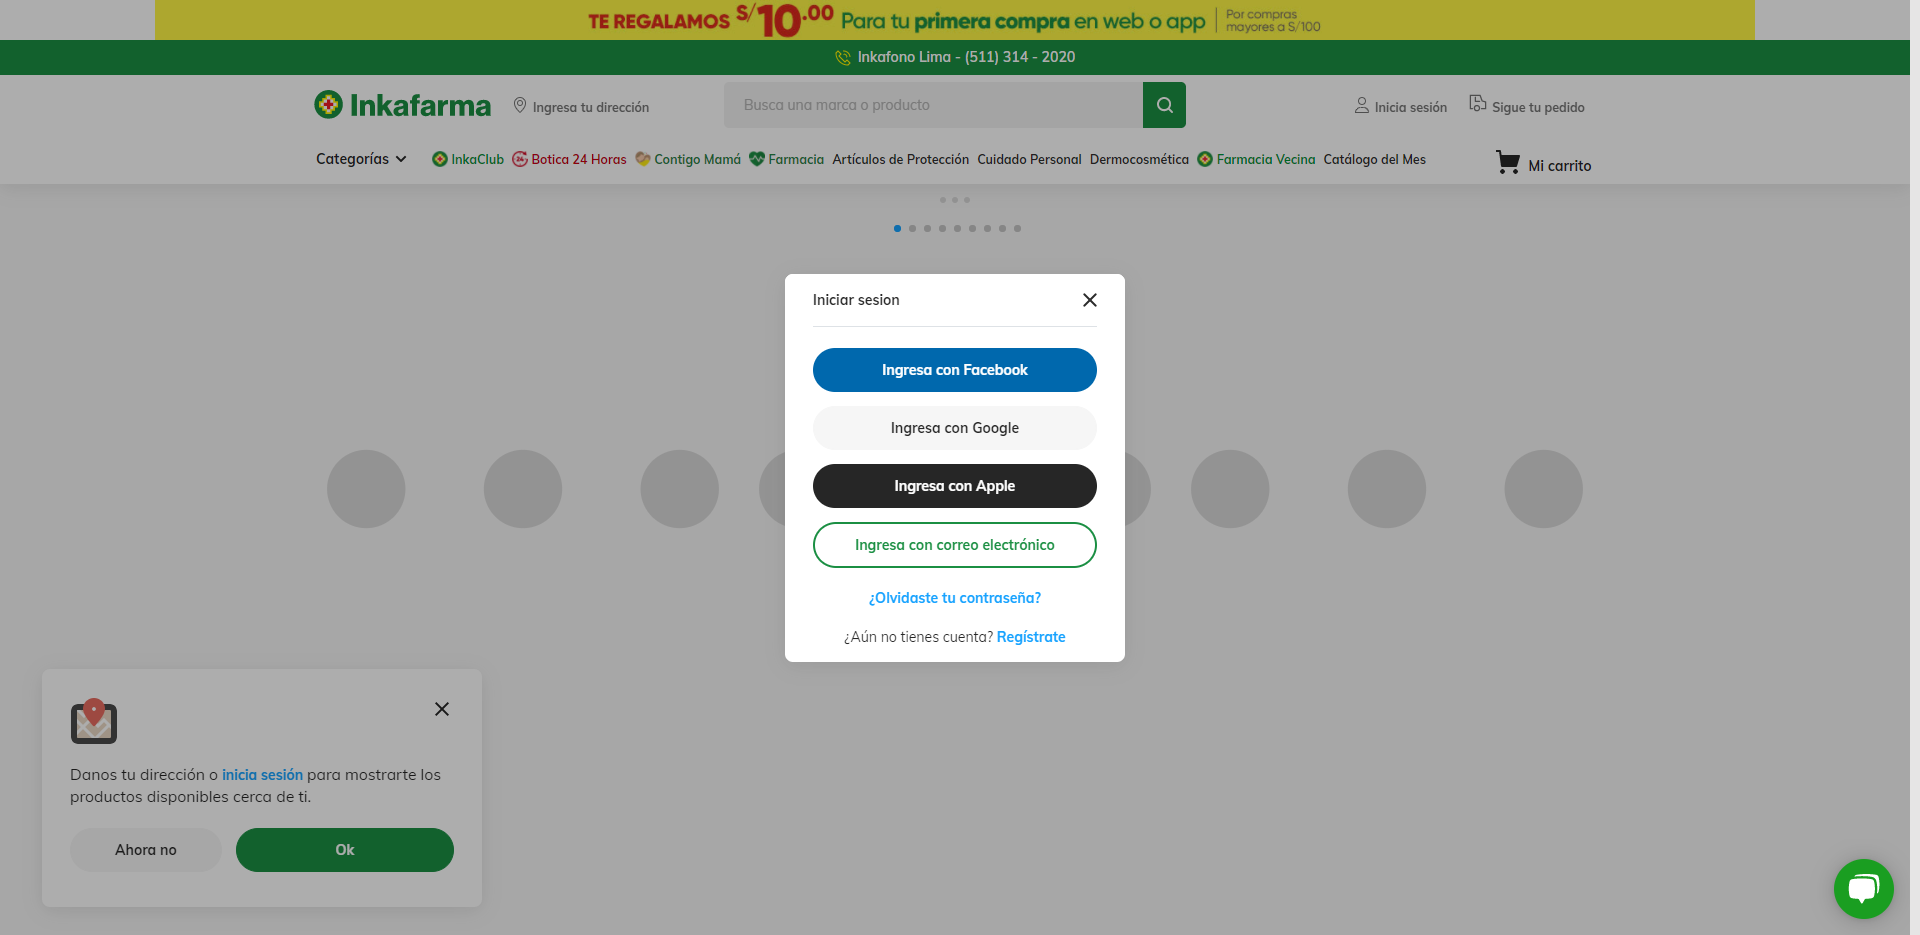 TE REGALAMOS S/10.00 Para tu primera compra en web o app Por compras mayores a S/100
Inkafono Lima - (511) 314 - 2020
Inkafarma
Ingresa tu dirección
Busca una marca o producto
Inicia sesión
Sigue tu pedido
Categorías
InkaClub
24 Botica 24 Horas
Contigo Mamá
Farmacia
Artículos de Protección
Cuidado Personal
Dermocosmética
Farmacia Vecina
Catálogo del Mes
Mi carrito
Iniciar sesion
Ingresa con Facebook
Ingresa con Google
Ingresa con Apple
Ingresa con correo electrónico
¿Olvidaste tu contraseña?
¿Aún no tienes cuenta? Regístrate
Danos tu dirección o inicia sesión para mostrarte los
productos disponibles cerca de ti.
Ahora no
Ok